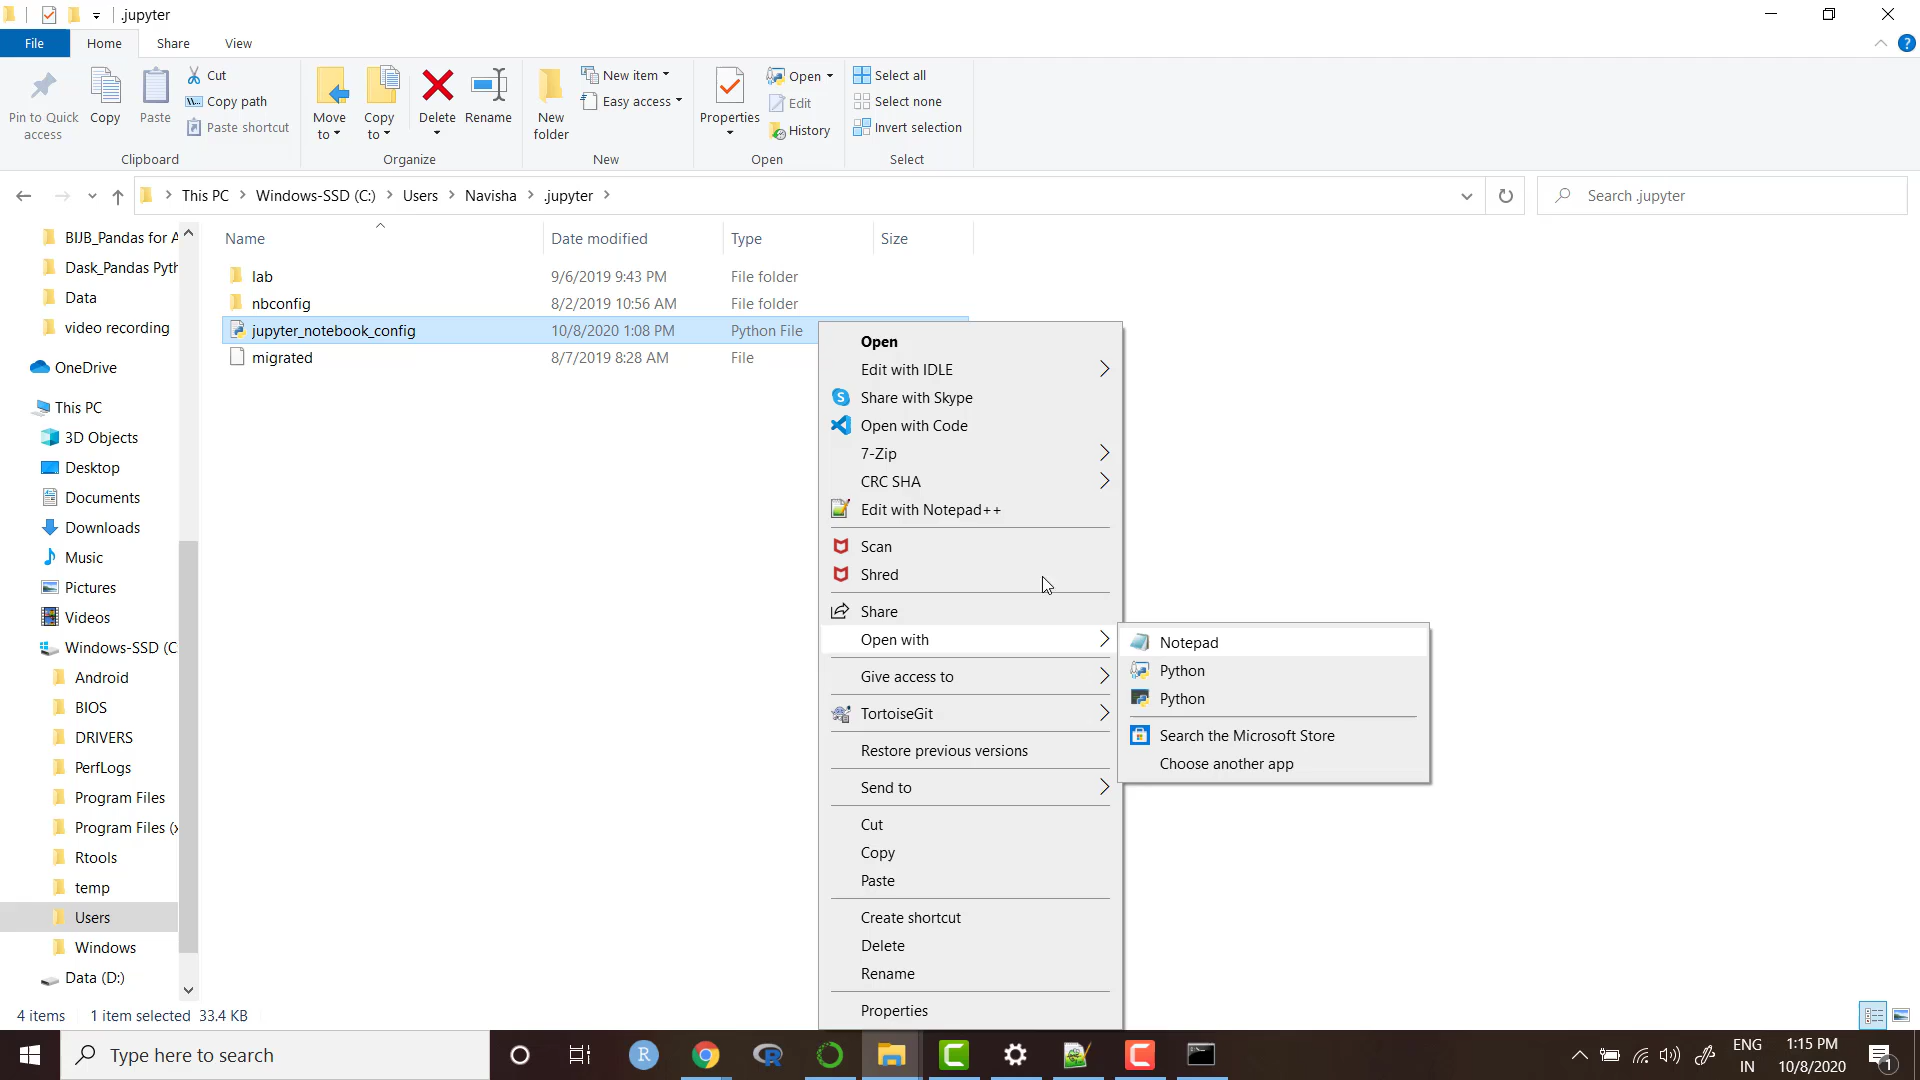 .jupyter
File Home Share View
Pin to Quick access
Copy
Paste
Cut
Copy path
Paste shortcut
Clipboard
Move to
Copy to
Delete
Rename
Organize
New folder
New item
Easy access
New
Properties
Open
Edit
History
Open
Select all
Select none
Invert selection
Select
This PC Windows-SSD (C:) Users Navisha .jupyter
Search .jupyter
BIJB_Pandas for A
Dask_Pandas Pyth
Data
video recording
OneDrive
This PC
3D Objects
Desktop
Documents
Downloads
Music
Pictures
Videos
Windows-SSD (C
Android
BIOS
DRIVERS
PerfLogs
Program Files
Program Files (x
Rtools
temp
Users
Windows
Data (D:)
Name Date modified Type Size
lab 9/6/2019 9:43 PM File folder
nbconfig 8/2/2019 10:56 AM File folder
jupyter_notebook_config 10/8/2020 1:08 PM Python File
migrated 8/7/2019 8:28 AM File
Open
Edit with IDLE
Share with Skype
Open with Code
7-Zip
CRC SHA
Edit with Notepad++
Scan
Shred
Share
Open with
Give access to
TortoiseGit
Restore previous versions
Send to
Cut
Copy
Paste
Create shortcut
Delete
Rename
Properties
Notepad
Python
Python
Search the Microsoft Store
Choose another app
4 items 1 item selected 33.4 KB
Type here to search
ENG
IN
1:15 PM
10/8/2020
1